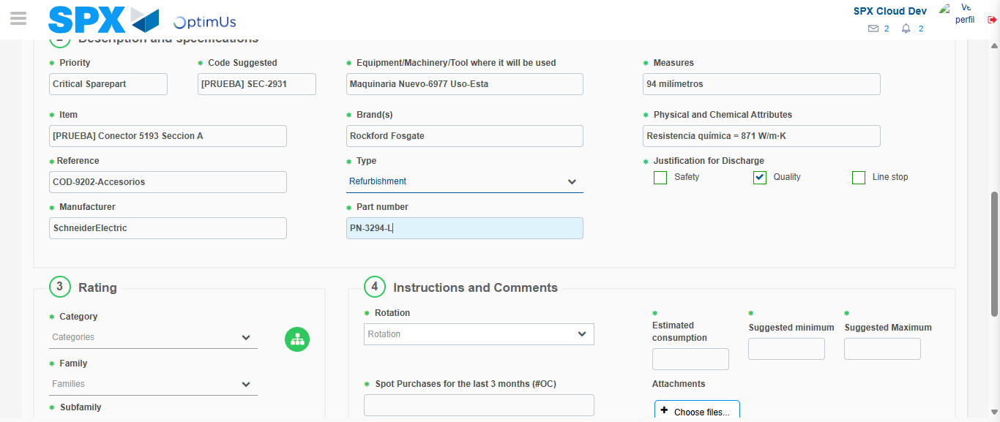 SPX
OptimUs
SPX Cloud Dev
Ve
perfil
2
2
2
Description and specifications
Priority
Code Suggested
Equipment/Machinery/Tool where it will be used
Measures
Critical Sparepart
[PRUEBA] SEC-2931
Maquinaria Nuevo-6977 Uso-Esta
94 milímetros
Item
Brand(s)
Physical and Chemical Attributes
[PRUEBA] Conector 5193 Seccion A
Rockford Fosgate
Resistencia química = 871 W/m·K
Reference
Type
Justification for Discharge
COD-9202-Accesorios
Refurbishment
Safety
Quality
Line stop
Manufacturer
Part number
SchneiderElectric
PN-3294-L
3
Rating
4
Instructions and Comments
Category
Categories
Family
Families
Subfamily
Rotation
Rotation
Estimated
consumption
Suggested minimum
Suggested Maximum
Spot Purchases for the last 3 months (#OC)
Attachments
Choose files...